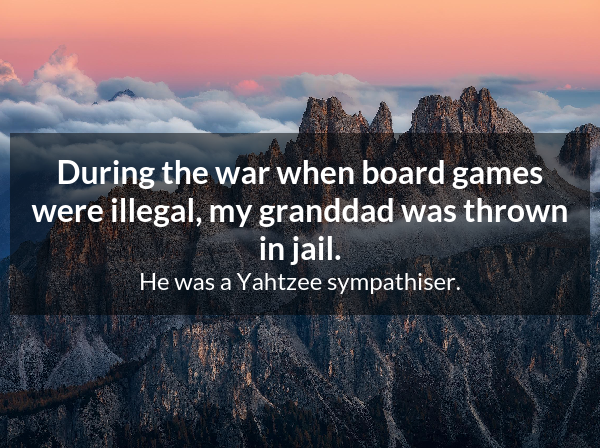 During the war when board games
were illegal, my granddad was thrown
in jail.
He was a Yahtzee sympathiser.